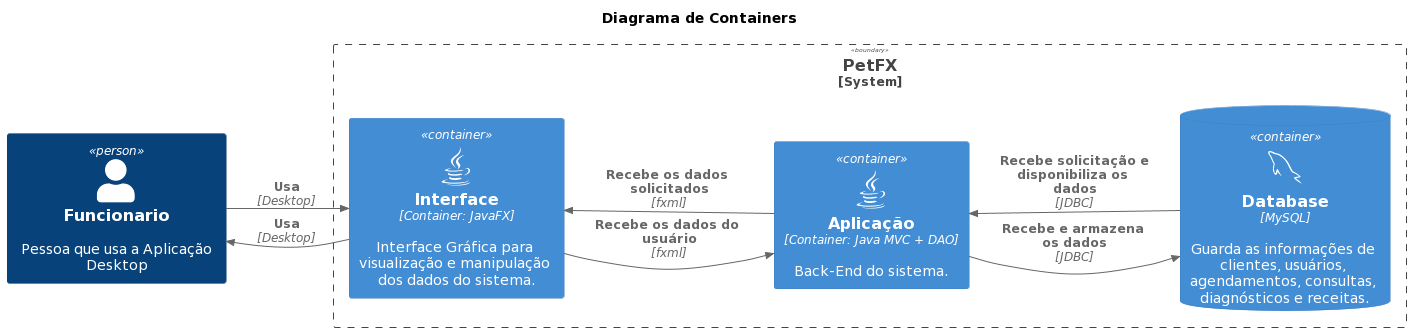 Diagrama de Containers
«boundary»
PetFX
[System]
«person»
Funcionario
Pessoa que usa a Aplicação
Desktop
Usa
[Desktop]
Usa
[Desktop]
«container»
Interface
[Container: JavaFX]
Interface Gráfica para
visualização e manipulação
dos dados do sistema.
Recebe os dados
solicitados
[fxml]
Recebe os dados do
usuário
[fxml]
«container»
Aplicação
[Container: Java MVC + DAO]
Back-End do sistema.
Recebe solicitação e
disponibiliza os
dados
[JDBC]
Recebe e armazena
os dados
[JDBC]
«container»
Database
[MySQL]
Guarda as informações de
clientes, usuários,
agendamentos, consultas,
diagnósticos e receitas.